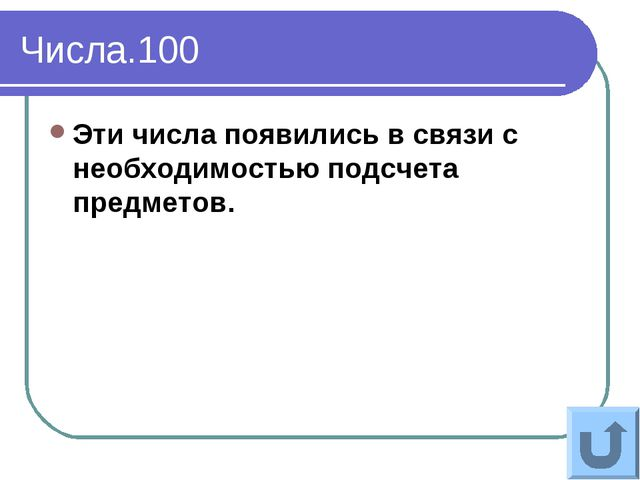 Числа.100
Эти числа появились в связи с
необходимостью подсчета
предметов.